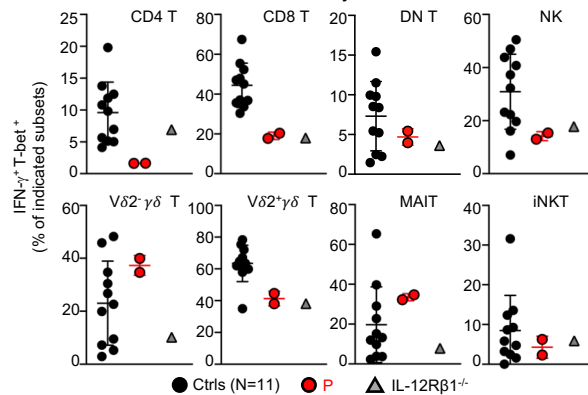 CD4 T CD8 T DN T NK
25 20 15 10 5 0
80 60 40 20 0
20 15 10 5 0
60 40 20 0
IFN-γ⁺ T-bet⁺
(% of indicated subsets)
Vδ2⁻γδ T Vδ2⁺γδ T MAIT iNKT
60 40 20 0
100 80 60 40 20 0
80 60 40 20 0
40 30 20 10 0
Ctrls (N=11) P IL-12Rβ1⁻/⁻